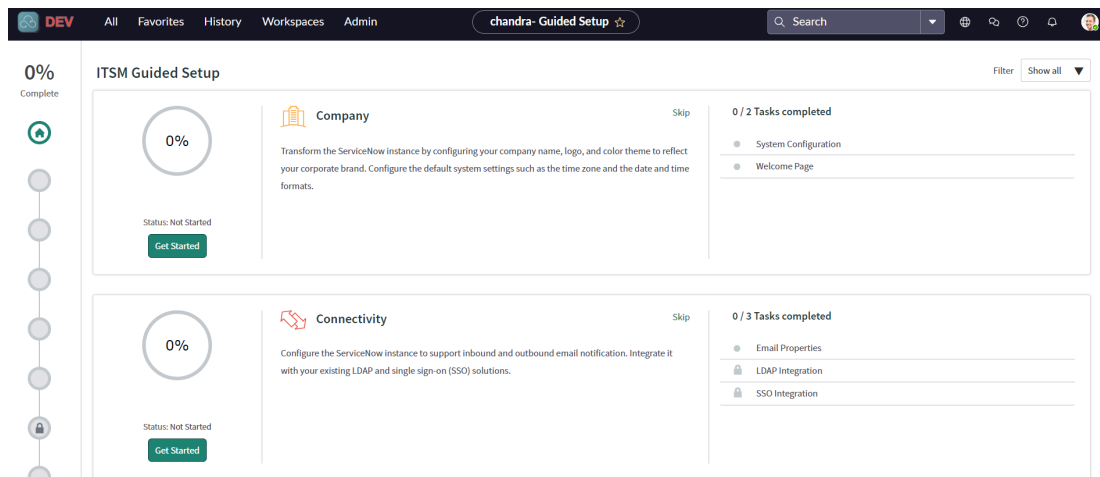 DEV All Favorites History Workspaces Admin chandra- Guided Setup Search
0%
Complete
ITSM Guided Setup
Filter Show all
0%
Status: Not Started
Get Started
Company
Skip
Transform the ServiceNow instance by configuring your company name, logo, and color theme to reflect
your corporate brand. Configure the default system settings such as the time zone and the date and time
formats.
0 / 2 Tasks completed
System Configuration
Welcome Page
0%
Status: Not Started
Get Started
Connectivity
Skip
Configure the ServiceNow instance to support inbound and outbound email notification. Integrate it
with your existing LDAP and single sign-on (SSO) solutions.
0 / 3 Tasks completed
Email Properties
LDAP Integration
SSO Integration